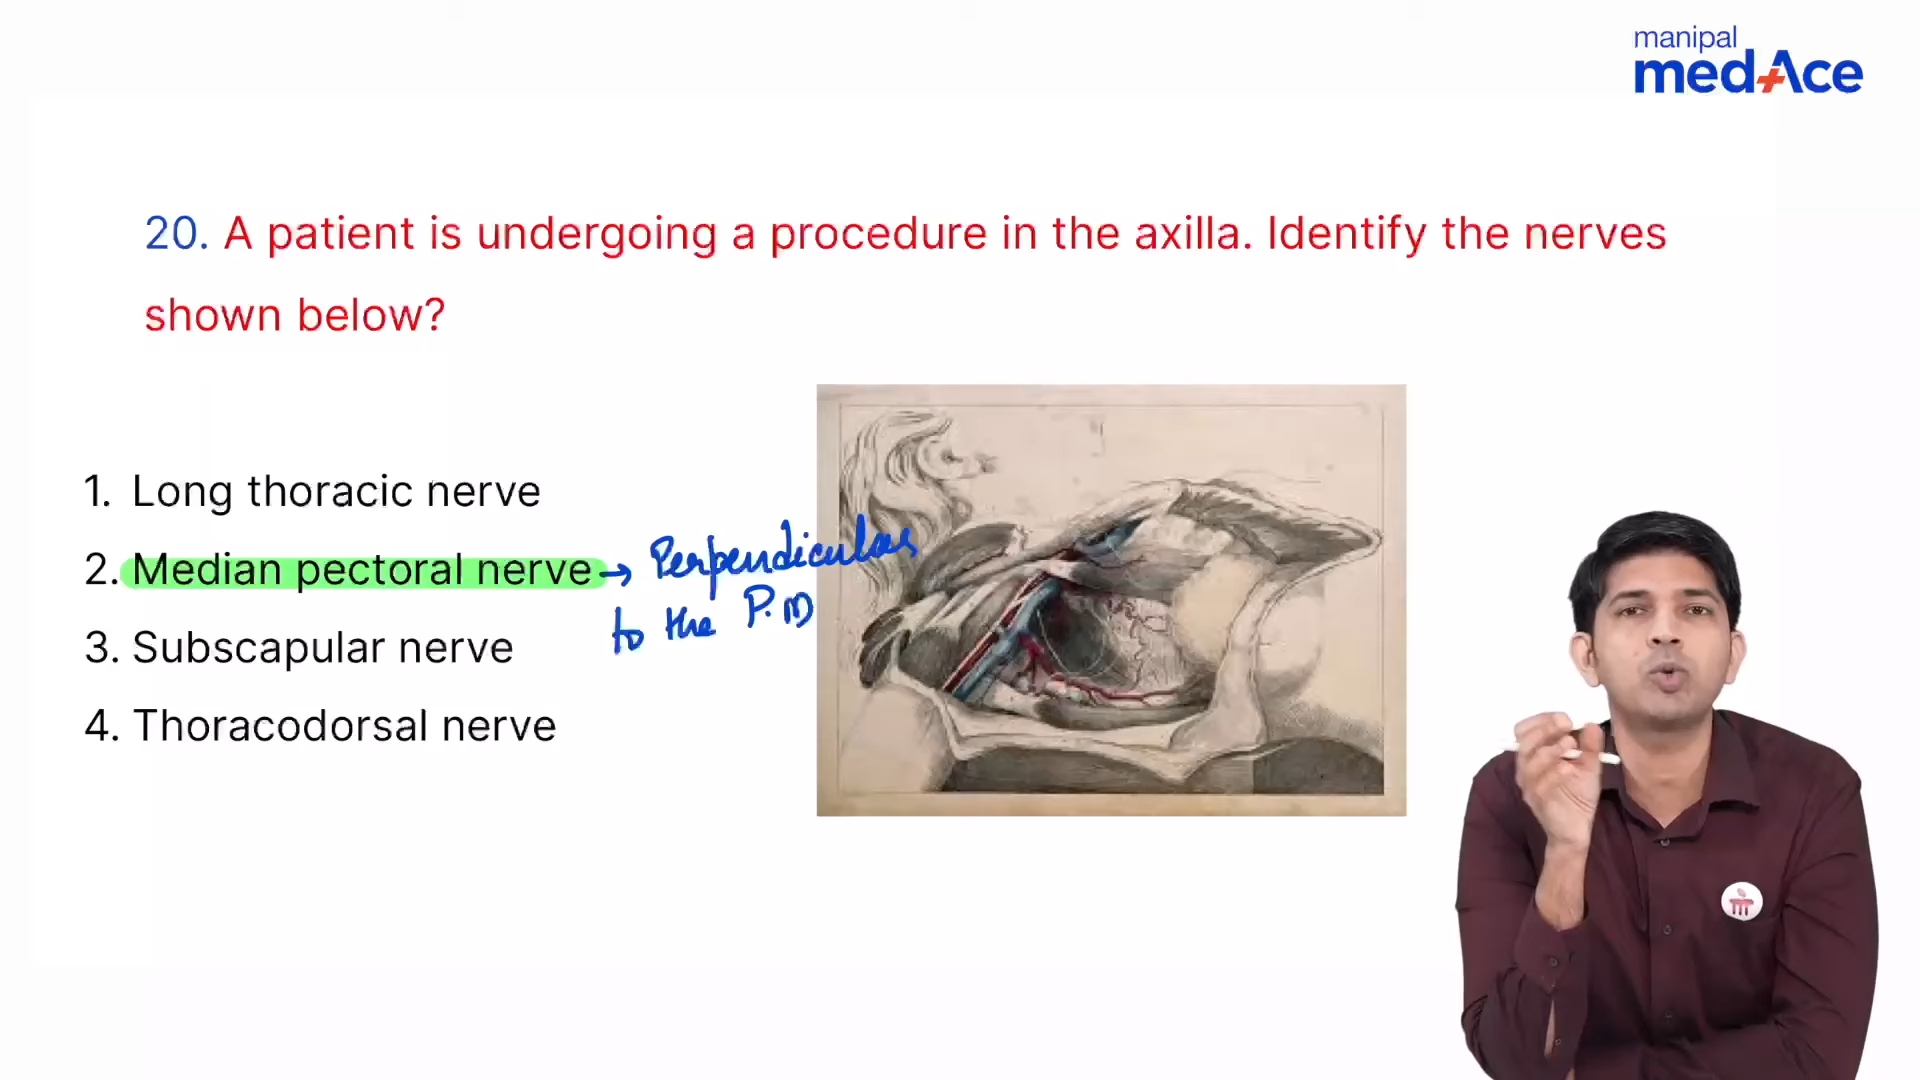 manipal
medAce
20. A patient is undergoing a procedure in the axilla. Identify the nerves
shown below?
1. Long thoracic nerve
2. Median pectoral nerve → Perpendicular
to the P.M
3. Subscapular nerve
4. Thoracodorsal nerve